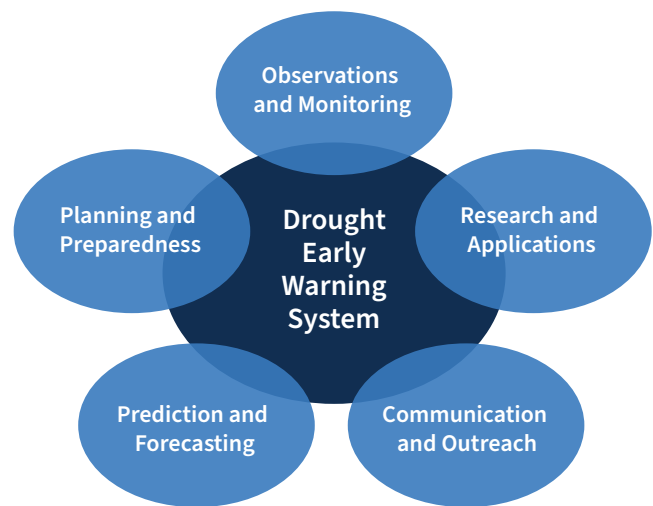 Observations
and Monitoring
Planning and
Preparedness
Drought
Early
Warning
System
Research and
Applications
Prediction and
Forecasting
Communication
and Outreach